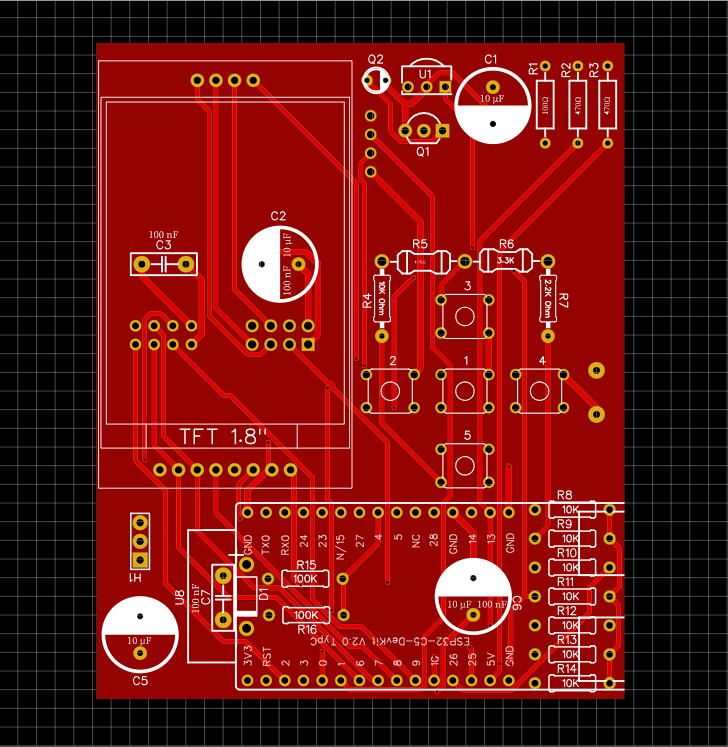 Q2
U1
C1
R1
R2
R3
10 µF
100Ω
470Ω
470Ω
Q1
C2
100 nF
C3
10 µF
100 nF
R5
R6
3.3K
R4
10K Ohm
3
2.2K Ohm
R7
2
1
4
5
TFT 1.8"
GND
TX0
RX0
24
23
N/15
27
4
5
NC
28
GND
14
13
GND
R8
10K
R9
10K
R10
10K
R11
10K
R12
10K
R13
10K
R14
10K
H1
U8
C7
100 nF
D1
R15
100K
100K
R16
10 µF
100 nF
C6
10 µF
C5
ESP32-C5-DevKit V2.0 TypC
3V3
RST
2
3
0
1
6
7
8
9
10
26
25
5V
GND